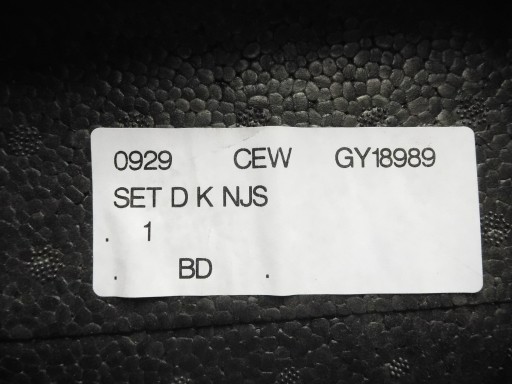 0929 CEW GY18989
SET D K NJS
. 1
. BD .